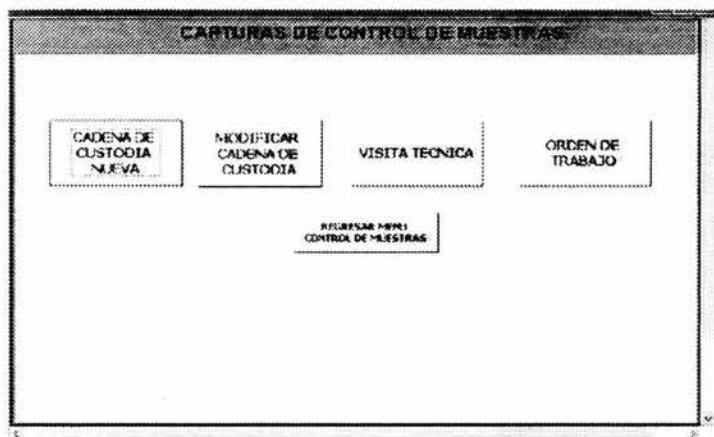 CAPTURAS DE CONTROL DE MUESTRAS
CADENA DE
CUSTODIA
NUEVA
MODIFICAR
CADENA DE
CUSTODIA
VISITA TECNICA
ORDEN DE
TRABAJO
REGRESAR MENU
CONTROL DE MUESTRAS